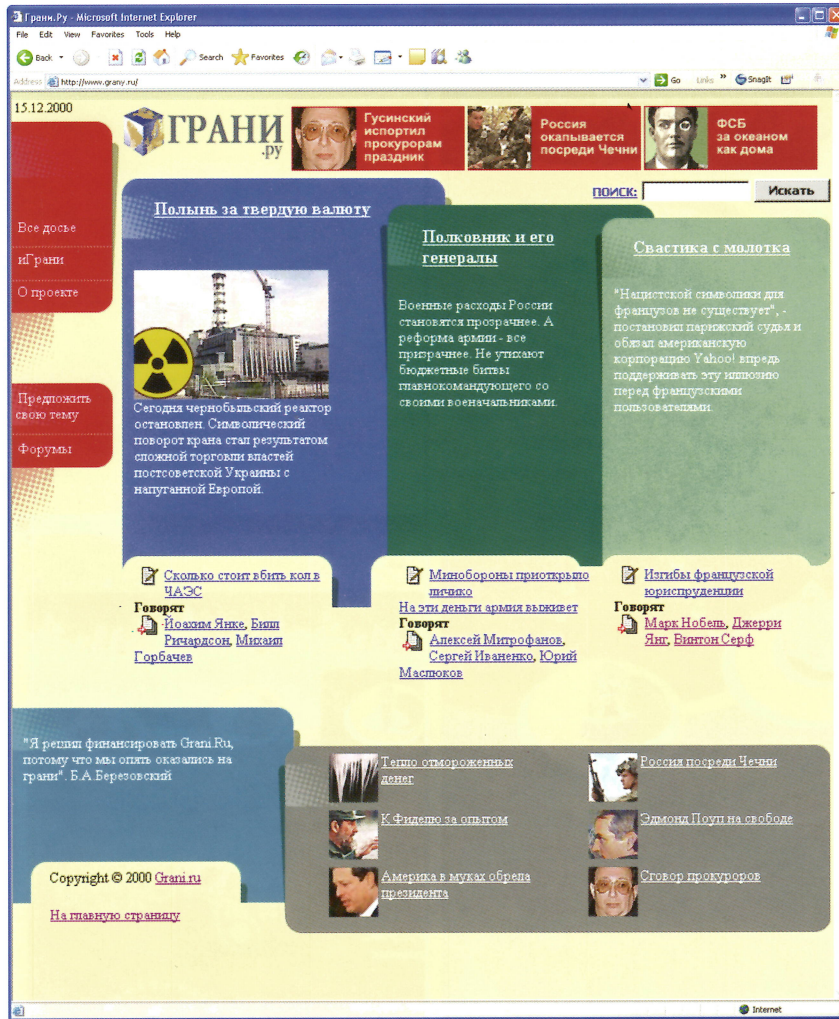 Грани.Ру - Microsoft Internet Explorer
File Edit View Favorites Tools Help
Back Search Favorites
Address http://www.grany.ru/ Go Links » SnagIt
15.12.2000
ГРАНИ
.РУ
Гусинский
испортил
прокурорам
праздник
Россия
окапывается
посреди Чечни
ФСБ
за океаном
как дома
ПОИСК: Искать
Все досье
иГрани
О проекте
Предложить
свою тему
Форумы
Полынь за твердую валюту
Сегодня чернобыльский реактор
остановлен. Символический
поворот крана стал результатом
сложной торговли властей
постсоветской Украины с
напуганной Европой.
Полковник и его
генералы
Военные расходы России
становятся прозрачнее. А
реформа армии - все
призрачнее. Не утихают
бюджетные битвы
главнокомандующего со
своими военачальниками.
Свастика с молотка
"Нацистской символики для
французов не существует", -
постановил парижский судья и
обязал американскую
корпорацию Yahoo! впредь
поддерживать эту иллюзию
перед французскими
пользователями.
Сколько стоит вбить кол в
ЧАЭС
Говорят
Йоахим Янке, Билл
Ричардсон, Михаил
Горбачев
Минобороны приоткрыло
личико
На эти деньги армия выживет
Говорят
Алексей Митрофанов,
Сергей Иваненко, Юрий
Маслюков
Изгибы французской
юриспруденции
Говорят
Марк Нобель, Джерри
Янг, Винтон Серф
"Я решил финансировать Grani.Ru,
потому что мы опять оказались на
грани". Б.А.Березовский
Copyright © 2000 Grani.ru
На главную страницу
Тепло отмороженных
денег
К Фиделю за опытом
Америка в муках обрела
президента
Россия посреди Чечни
Эдмонд Поуп на свободе
Сговор прокуроров
Internet